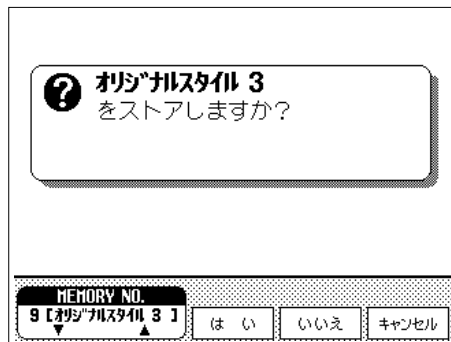 オリジナルスタイル 3
をストアしますか?
MEMORY NO.
9 [オリジナルスタイル 3 ]
はい
いいえ
キャンセル